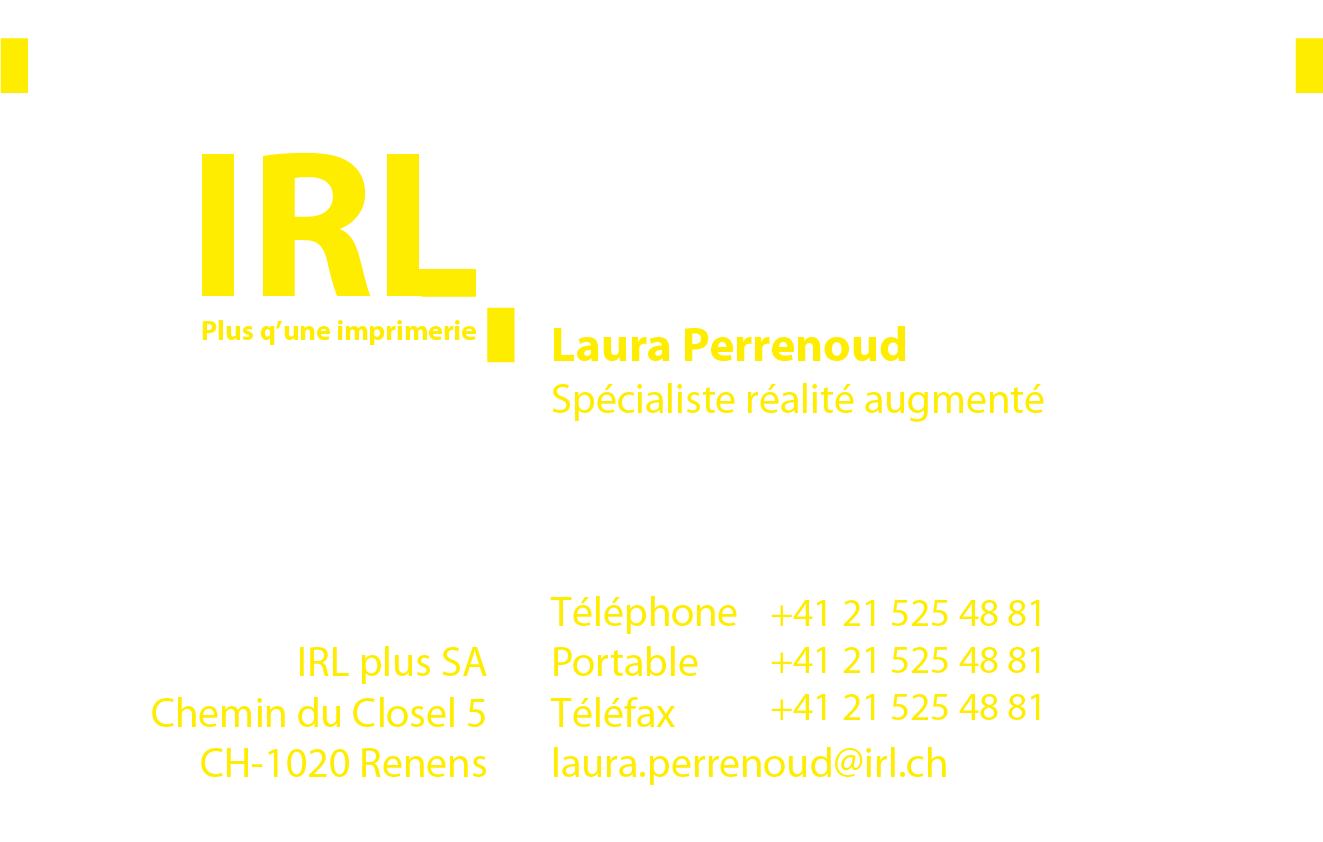 IRL
Plus q’une imprimerie
Laura Perrenoud
Spécialiste réalité augmenté
IRL plus SA
Chemin du Closel 5
CH-1020 Renens
Téléphone +41 21 525 48 81
Portable +41 21 525 48 81
Téléfax +41 21 525 48 81
laura.perrenoud@irl.ch